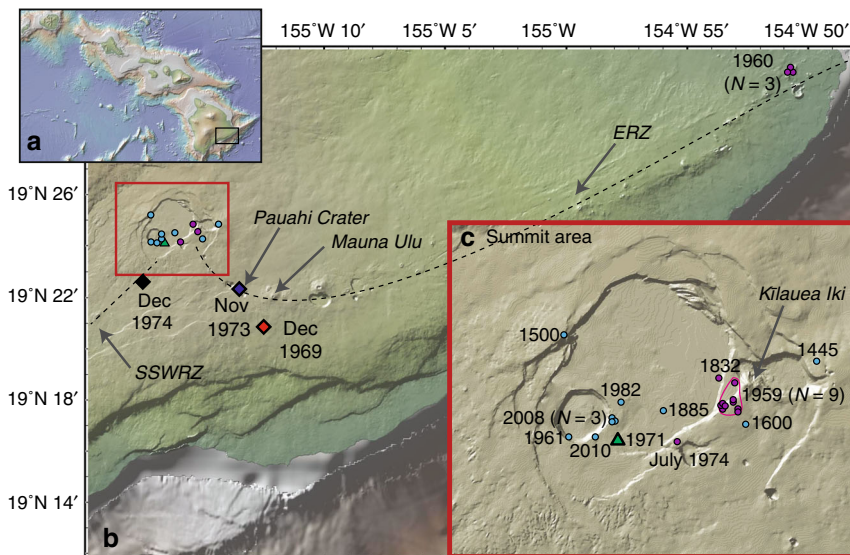 155°W 10′ 155°W 5′ 155°W 154°W 55′ 154°W 50′
a
1960
(N = 3)
ERZ
19°N 26′
19°N 22′
19°N 18′
19°N 14′
Pauahi Crater
Mauna Ulu
Dec
1974
Nov
1973
Dec
1969
SSWRZ
b
c Summit area
Kīlauea Iki
1500
1832
1445
1982
1959 (N = 9)
1885
2008 (N = 3)
1600
1961
1971
2010
July 1974